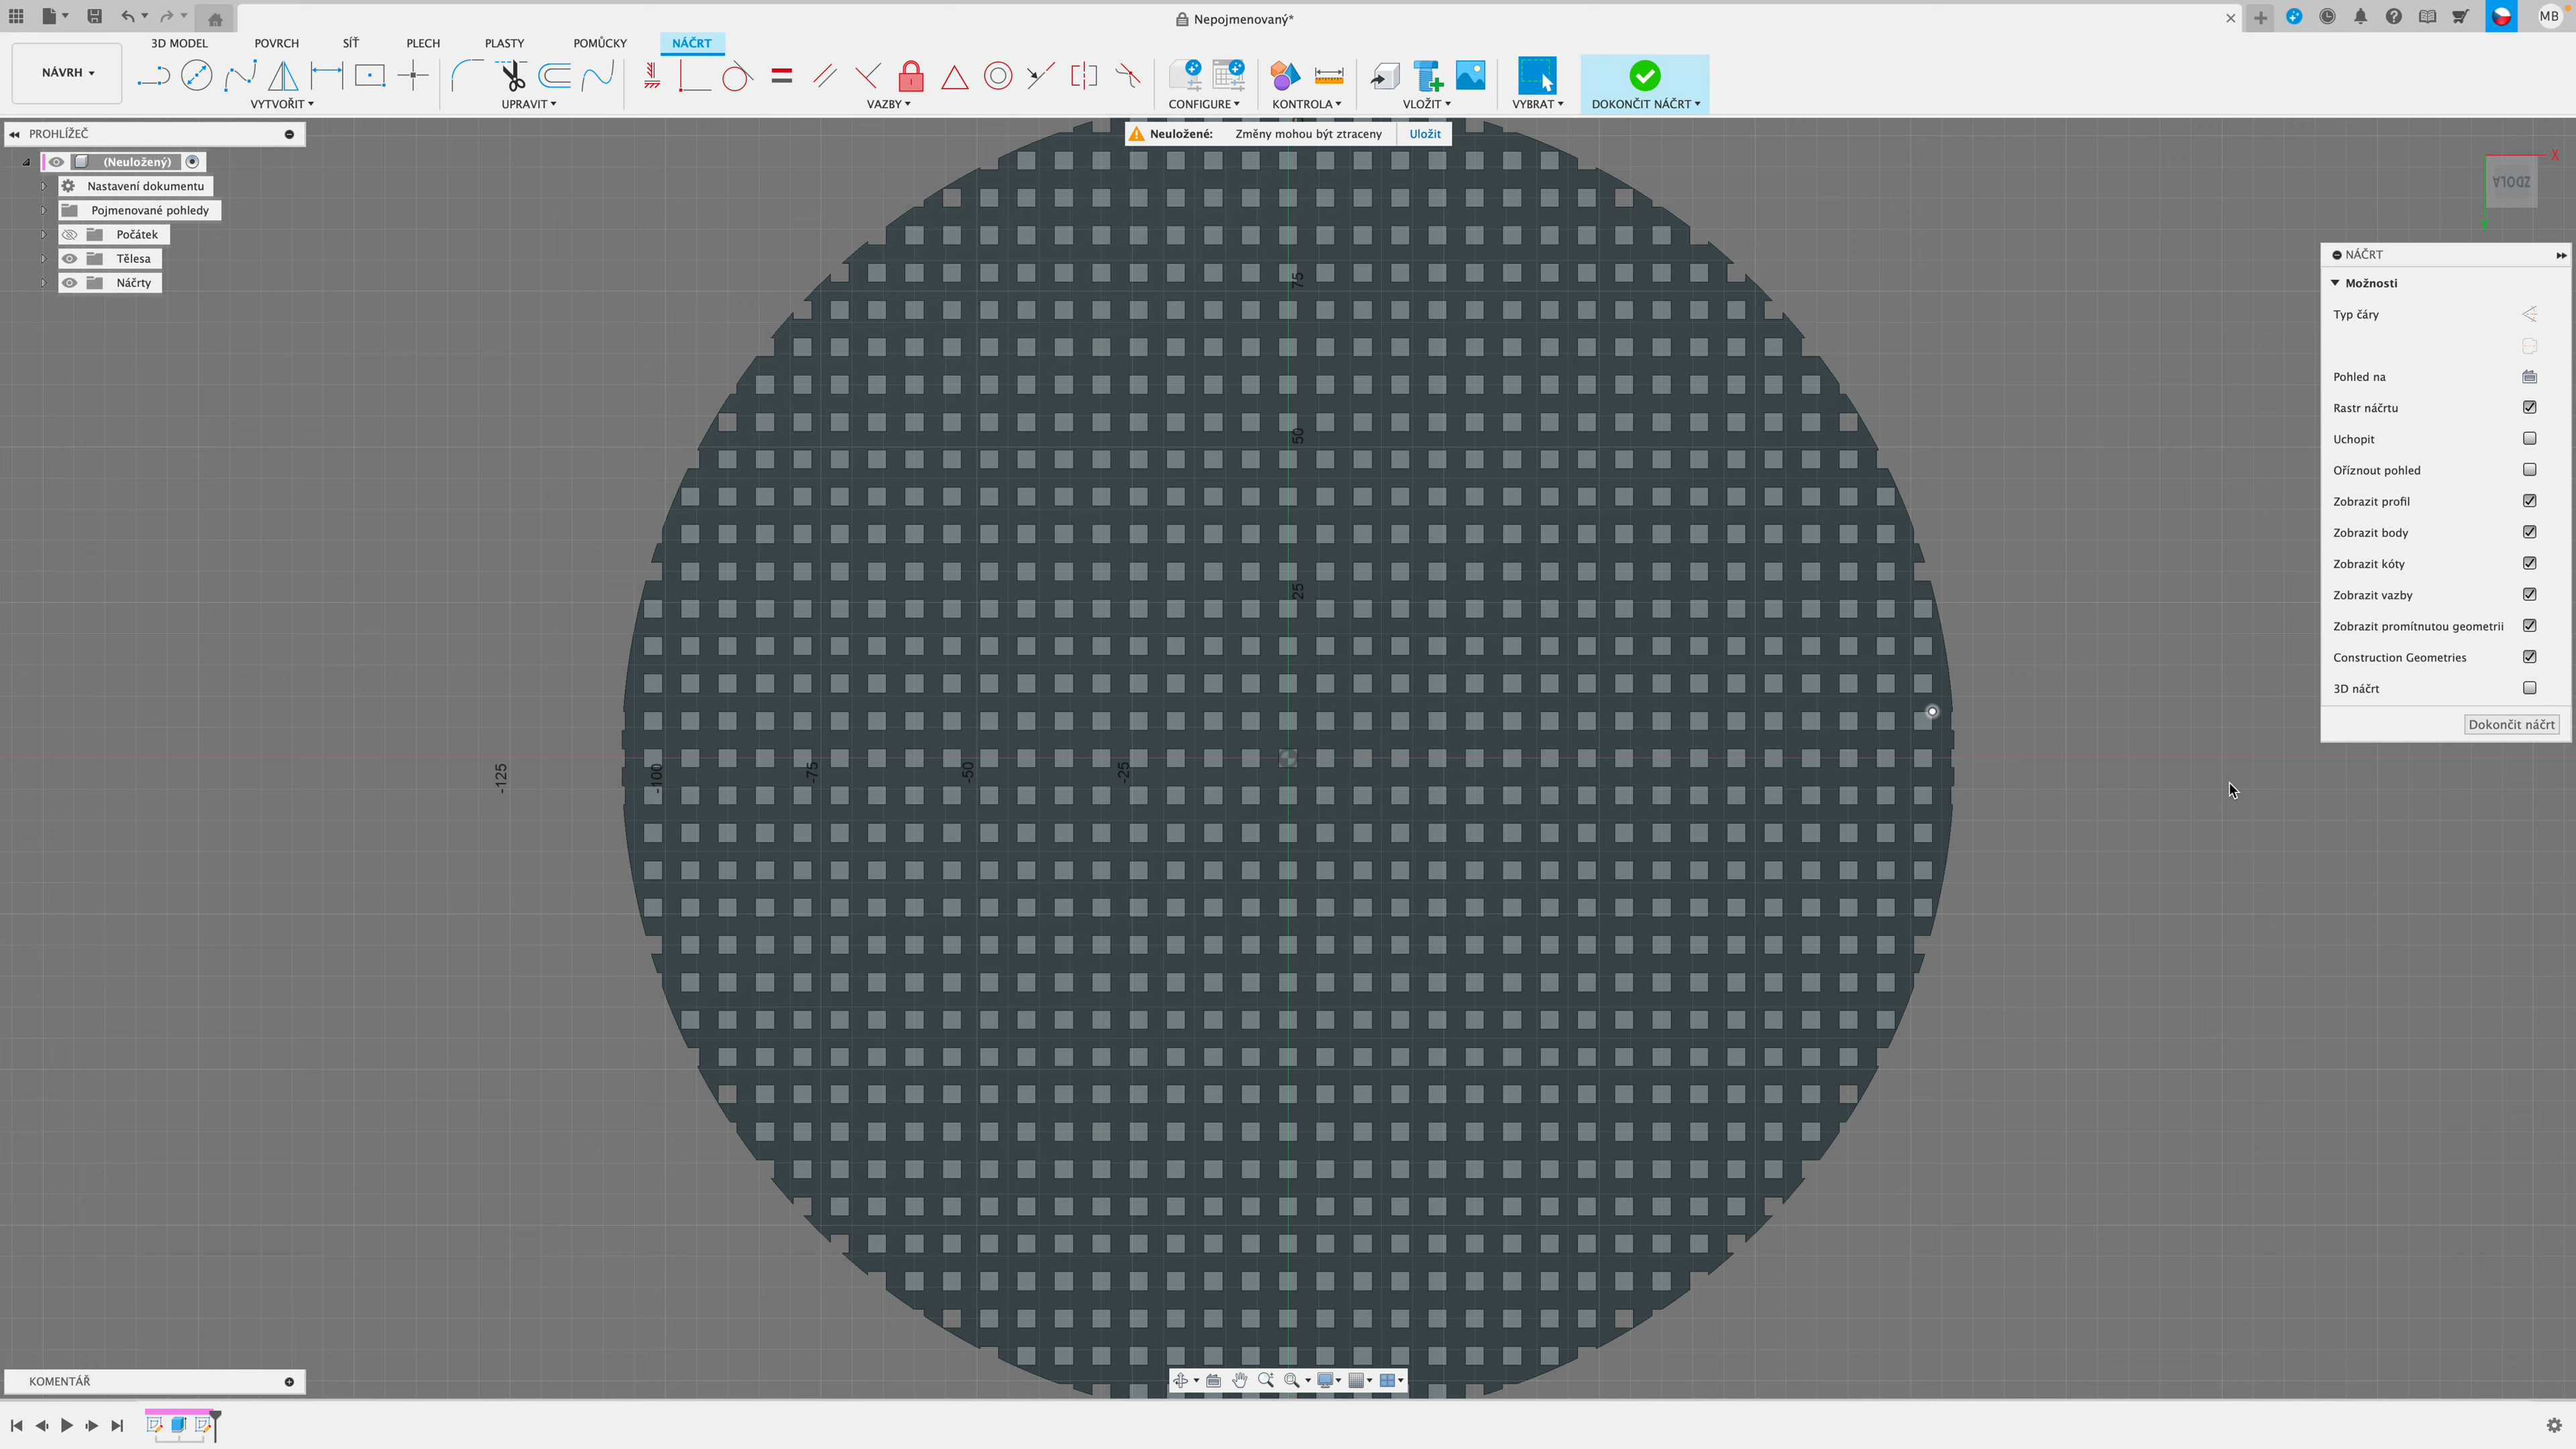 Nepojmenovaný*
MB
3D MODEL
POVRCH
SÍŤ
PLECH
PLASTY
POMŮCKY
NÁČRT
NÁVRH
VYTVOŘIT
UPRAVIT
VAZBY
CONFIGURE
KONTROLA
VLOŽIT
VYBRAT
DOKONČIT NÁČRT
PROHLÍŽEČ
Neuložené: Změny mohou být ztraceny Uložit
(Neuložený)
Nastavení dokumentu
Pojmenované pohledy
Počátek
Tělesa
Náčrty
X
ZDOLA
Y
NÁČRT
Možnosti
Typ čáry
Pohled na
Rastr náčrtu
Uchopit
Oříznout pohled
Zobrazit profil
Zobrazit body
Zobrazit kóty
Zobrazit vazby
Zobrazit promítnutou geometrii
Construction Geometries
3D náčrt
Dokončit náčrt
75
50
25
-125
-100
-75
-50
-25
KOMENTÁŘ